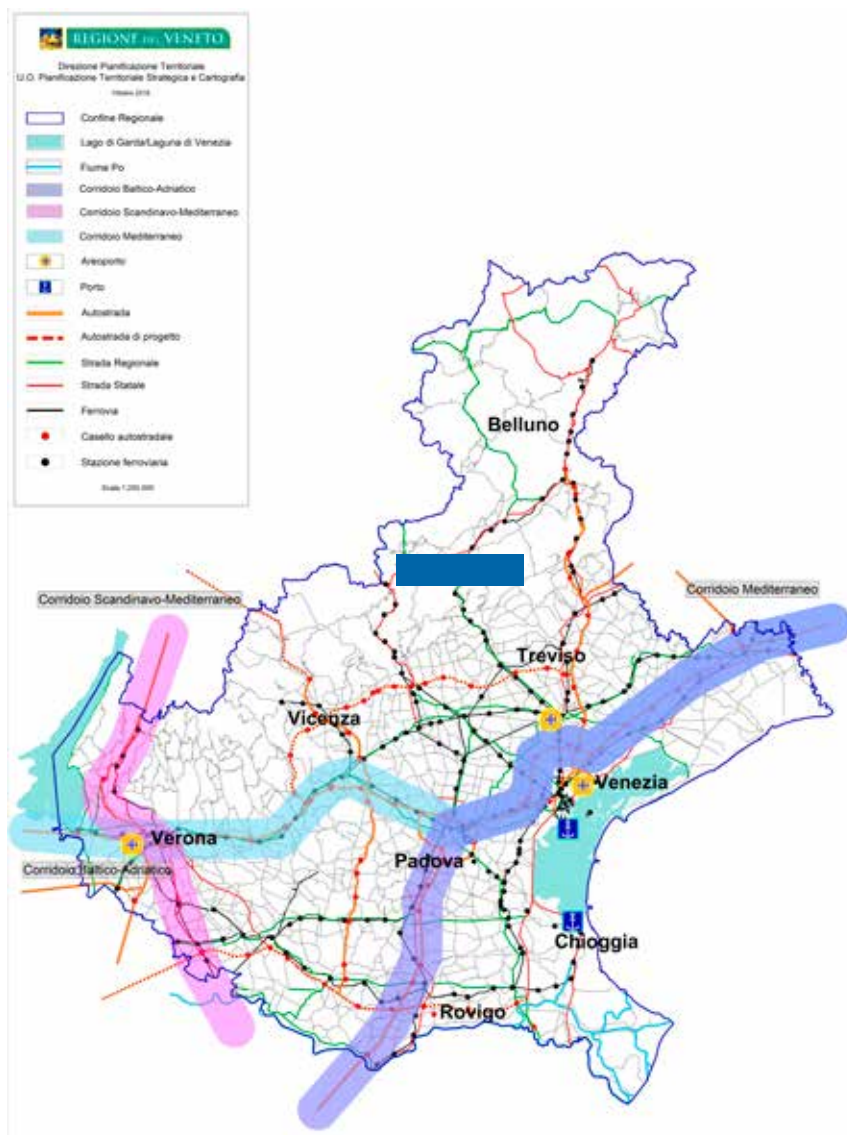 REGIONE DEL VENETO
Direzione Pianificazione Territoriale
U.O. Pianificazione Territoriale Strategica e Cartografia
Confine Regionale
Lago di Garda/Laguna di Venezia
Fiume Po
Corridoio Baltico-Adriatico
Corridoio Scandinavo-Mediterraneo
Corridoio Mediterraneo
Areoporto
Porto
Autostrada
Autostrada di progetto
Strada Regionale
Strada Statale
Ferrovia
Casello autostradale
Stazione ferroviaria
Belluno
Corridoio Scandinavo-Mediterraneo
Corridoio Mediterraneo
Treviso
Vicenza
Venezia
Verona
Padova
Corridoio Baltico-Adriatico
Chioggia
Rovigo